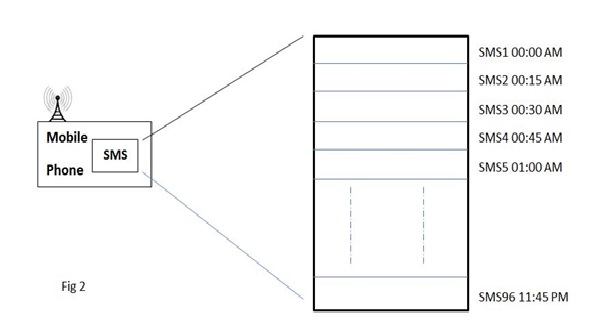 Mobile
Phone
SMS
SMS1 00:00 AM
SMS2 00:15 AM
SMS3 00:30 AM
SMS4 00:45 AM
SMS5 01:00 AM
SMS96 11:45 PM
Fig 2